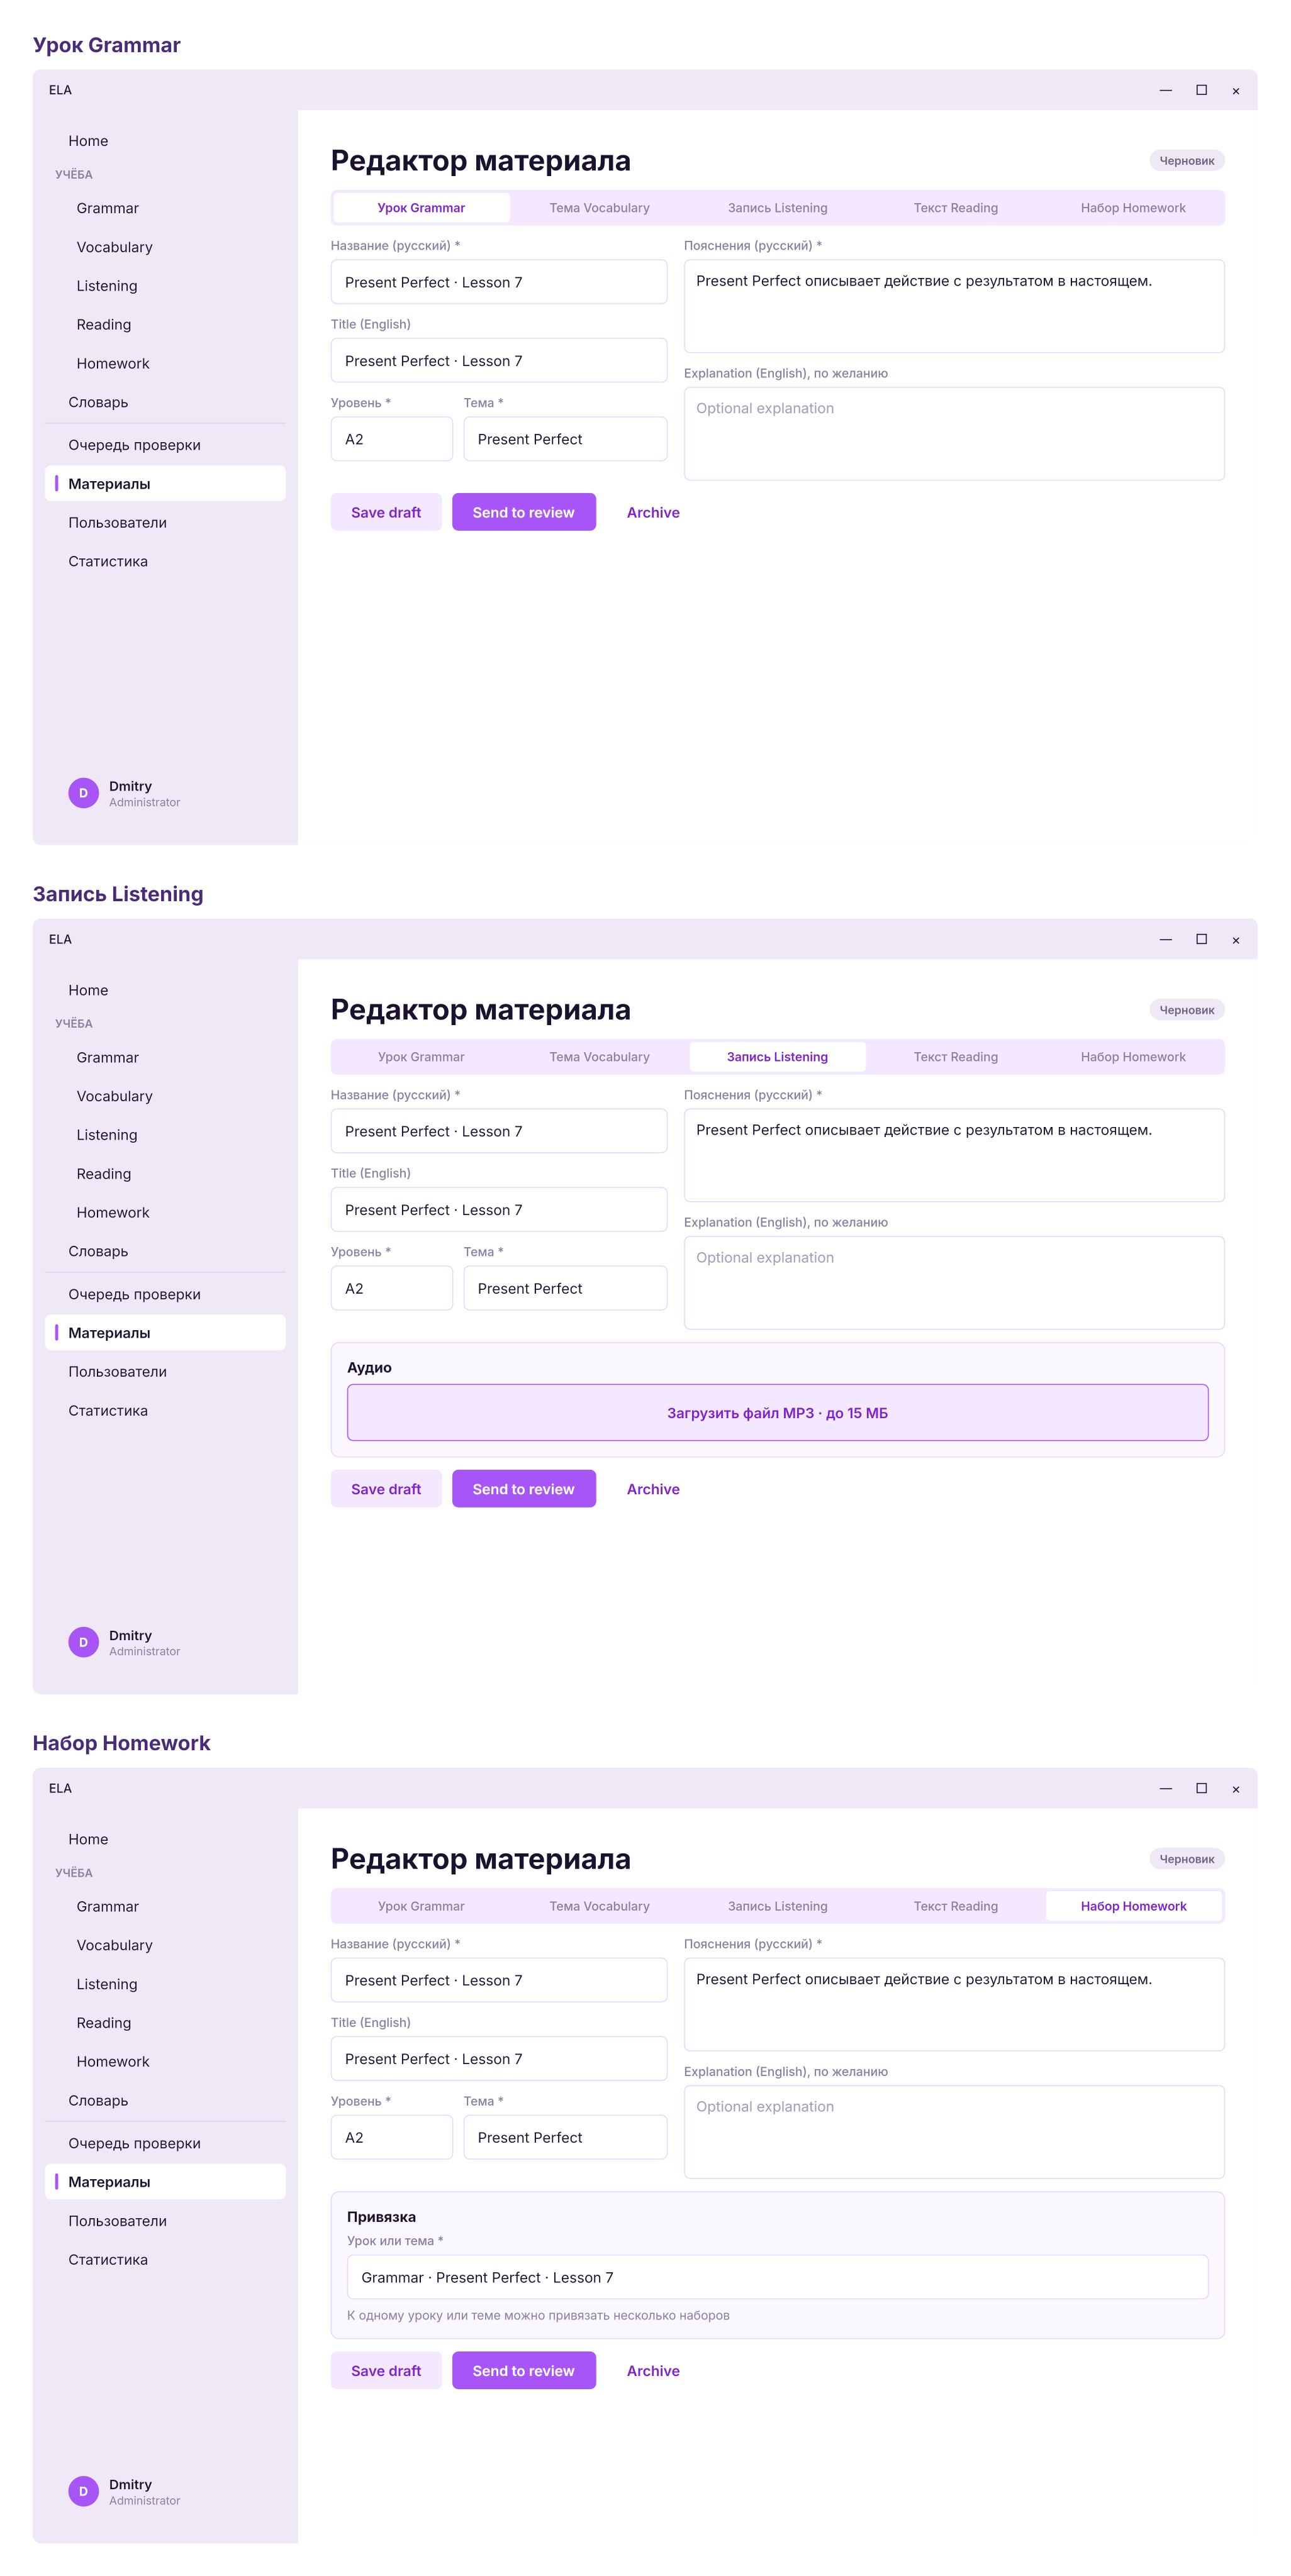 Урок Grammar
ELA
Home
УЧЁБА
Grammar
Vocabulary
Listening
Reading
Homework
Словарь
Очередь проверки
Материалы
Пользователи
Статистика
D
Dmitry
Administrator
Редактор материала
Черновик
Урок Grammar Тема Vocabulary Запись Listening Текст Reading Набор Homework
Название (русский) *
Present Perfect · Lesson 7
Title (English)
Present Perfect · Lesson 7
Уровень * Тема *
A2 Present Perfect
Пояснения (русский) *
Present Perfect описывает действие с результатом в настоящем.
Explanation (English), по желанию
Optional explanation
Save draft Send to review Archive
Запись Listening
ELA
Home
УЧЁБА
Grammar
Vocabulary
Listening
Reading
Homework
Словарь
Очередь проверки
Материалы
Пользователи
Статистика
D
Dmitry
Administrator
Редактор материала
Черновик
Урок Grammar Тема Vocabulary Запись Listening Текст Reading Набор Homework
Название (русский) *
Present Perfect · Lesson 7
Title (English)
Present Perfect · Lesson 7
Уровень * Тема *
A2 Present Perfect
Пояснения (русский) *
Present Perfect описывает действие с результатом в настоящем.
Explanation (English), по желанию
Optional explanation
Аудио
Загрузить файл MP3 · до 15 МБ
Save draft Send to review Archive
Набор Homework
ELA
Home
УЧЁБА
Grammar
Vocabulary
Listening
Reading
Homework
Словарь
Очередь проверки
Материалы
Пользователи
Статистика
D
Dmitry
Administrator
Редактор материала
Черновик
Урок Grammar Тема Vocabulary Запись Listening Текст Reading Набор Homework
Название (русский) *
Present Perfect · Lesson 7
Title (English)
Present Perfect · Lesson 7
Уровень * Тема *
A2 Present Perfect
Пояснения (русский) *
Present Perfect описывает действие с результатом в настоящем.
Explanation (English), по желанию
Optional explanation
Привязка
Урок или тема *
Grammar · Present Perfect · Lesson 7
К одному уроку или теме можно привязать несколько наборов
Save draft Send to review Archive